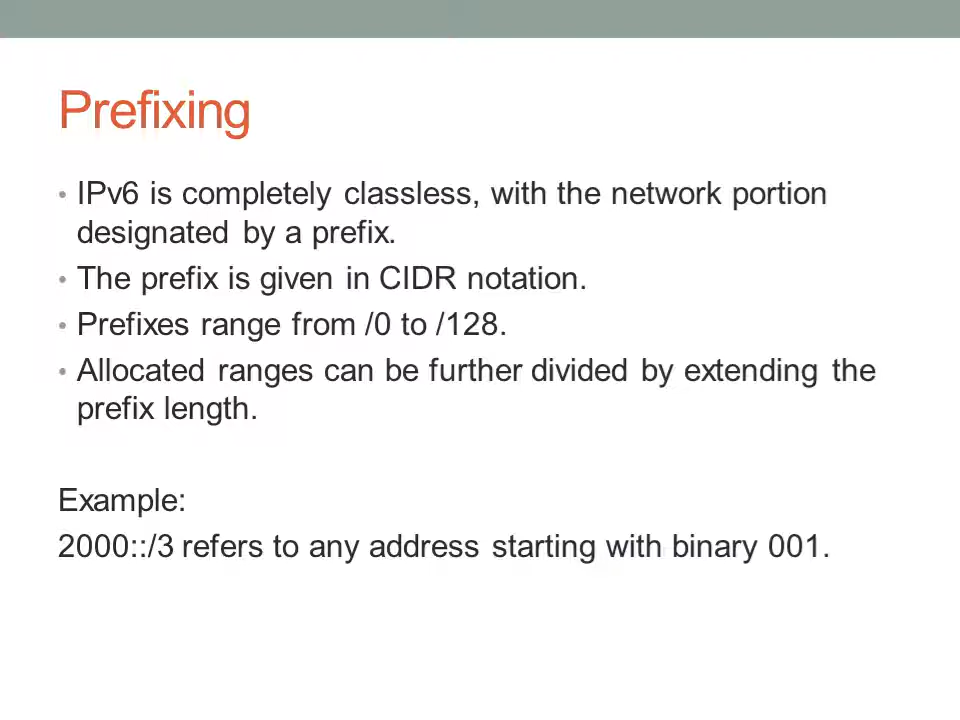 Prefixing
• IPv6 is completely classless, with the network portion
designated by a prefix.
• The prefix is given in CIDR notation.
• Prefixes range from /0 to /128.
• Allocated ranges can be further divided by extending the
prefix length.
Example:
2000::/3 refers to any address starting with binary 001.